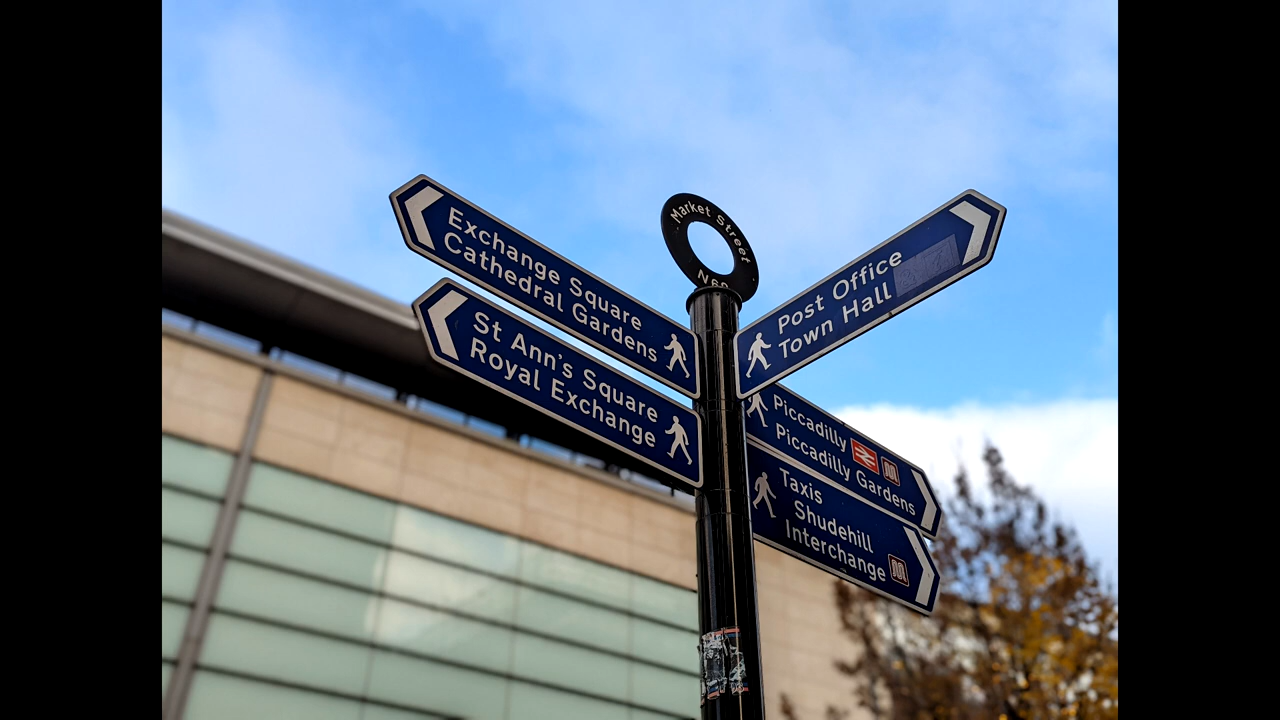 Market Street
Exchange Square
Cathedral Gardens
St Ann's Square
Royal Exchange
Post Office
Town Hall
Piccadilly
Piccadilly Gardens
Taxis
Shudehill
Interchange